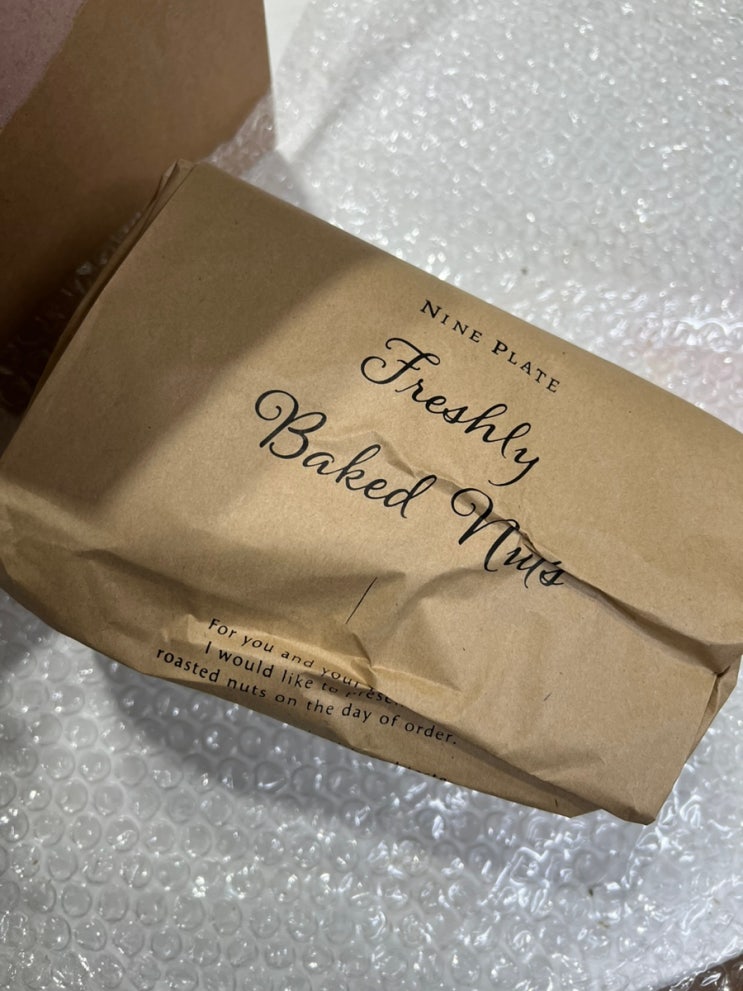 NINE PLATE
Freshly
Baked Nuts
For you and your
I would like to present
roasted nuts on the day of order.